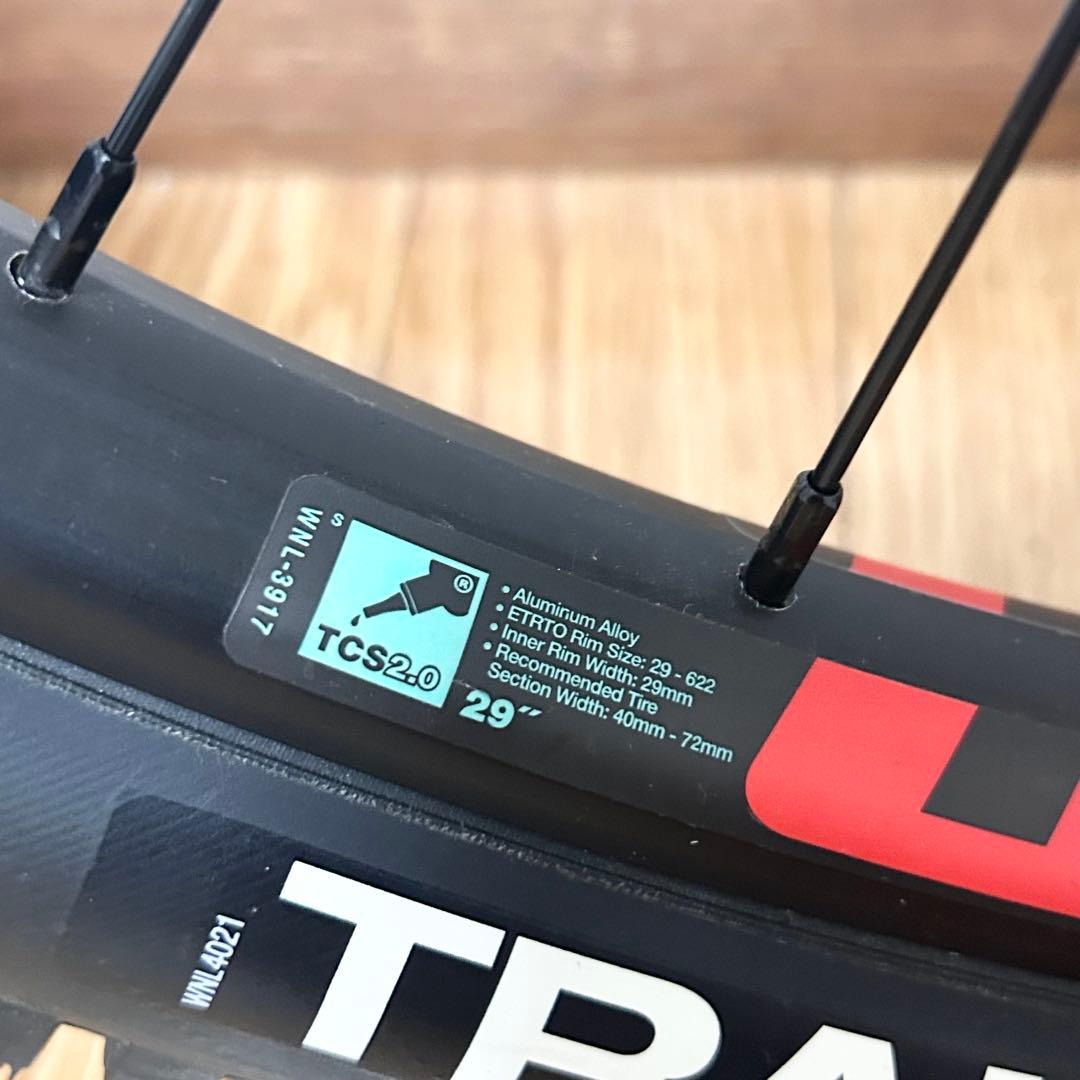 WNL-3917
S
®
TCS2.0
29"
• Aluminum Alloy
• ETRTO Rim Size: 29 - 622
• Inner Rim Width: 29mm
• Recommended Tire
Section Width: 40mm - 72mm
WNL4021